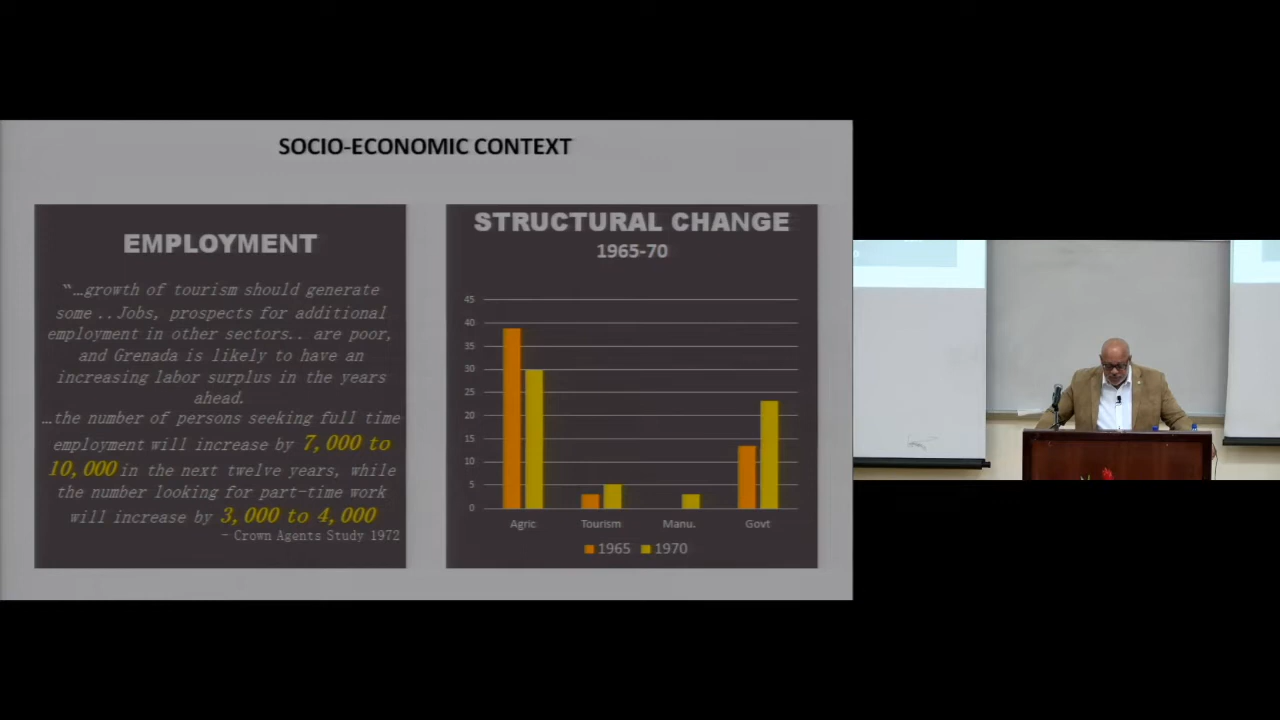 SOCIO-ECONOMIC CONTEXT
EMPLOYMENT
“…growth of tourism should generate
some .. Jobs, prospects for additional
employment in other sectors.. are poor,
and Grenada is likely to have an
increasing labor surplus in the years
ahead.
…the number of persons seeking full time
employment will increase by 7,000 to
10,000 in the next twelve years, while
the number looking for part-time work
will increase by 3,000 to 4,000
- Crown Agents Study 1972
STRUCTURAL CHANGE
1965-70
45
40
35
30
25
20
15
10
5
0
Agric Tourism Manu. Govt
1965 1970